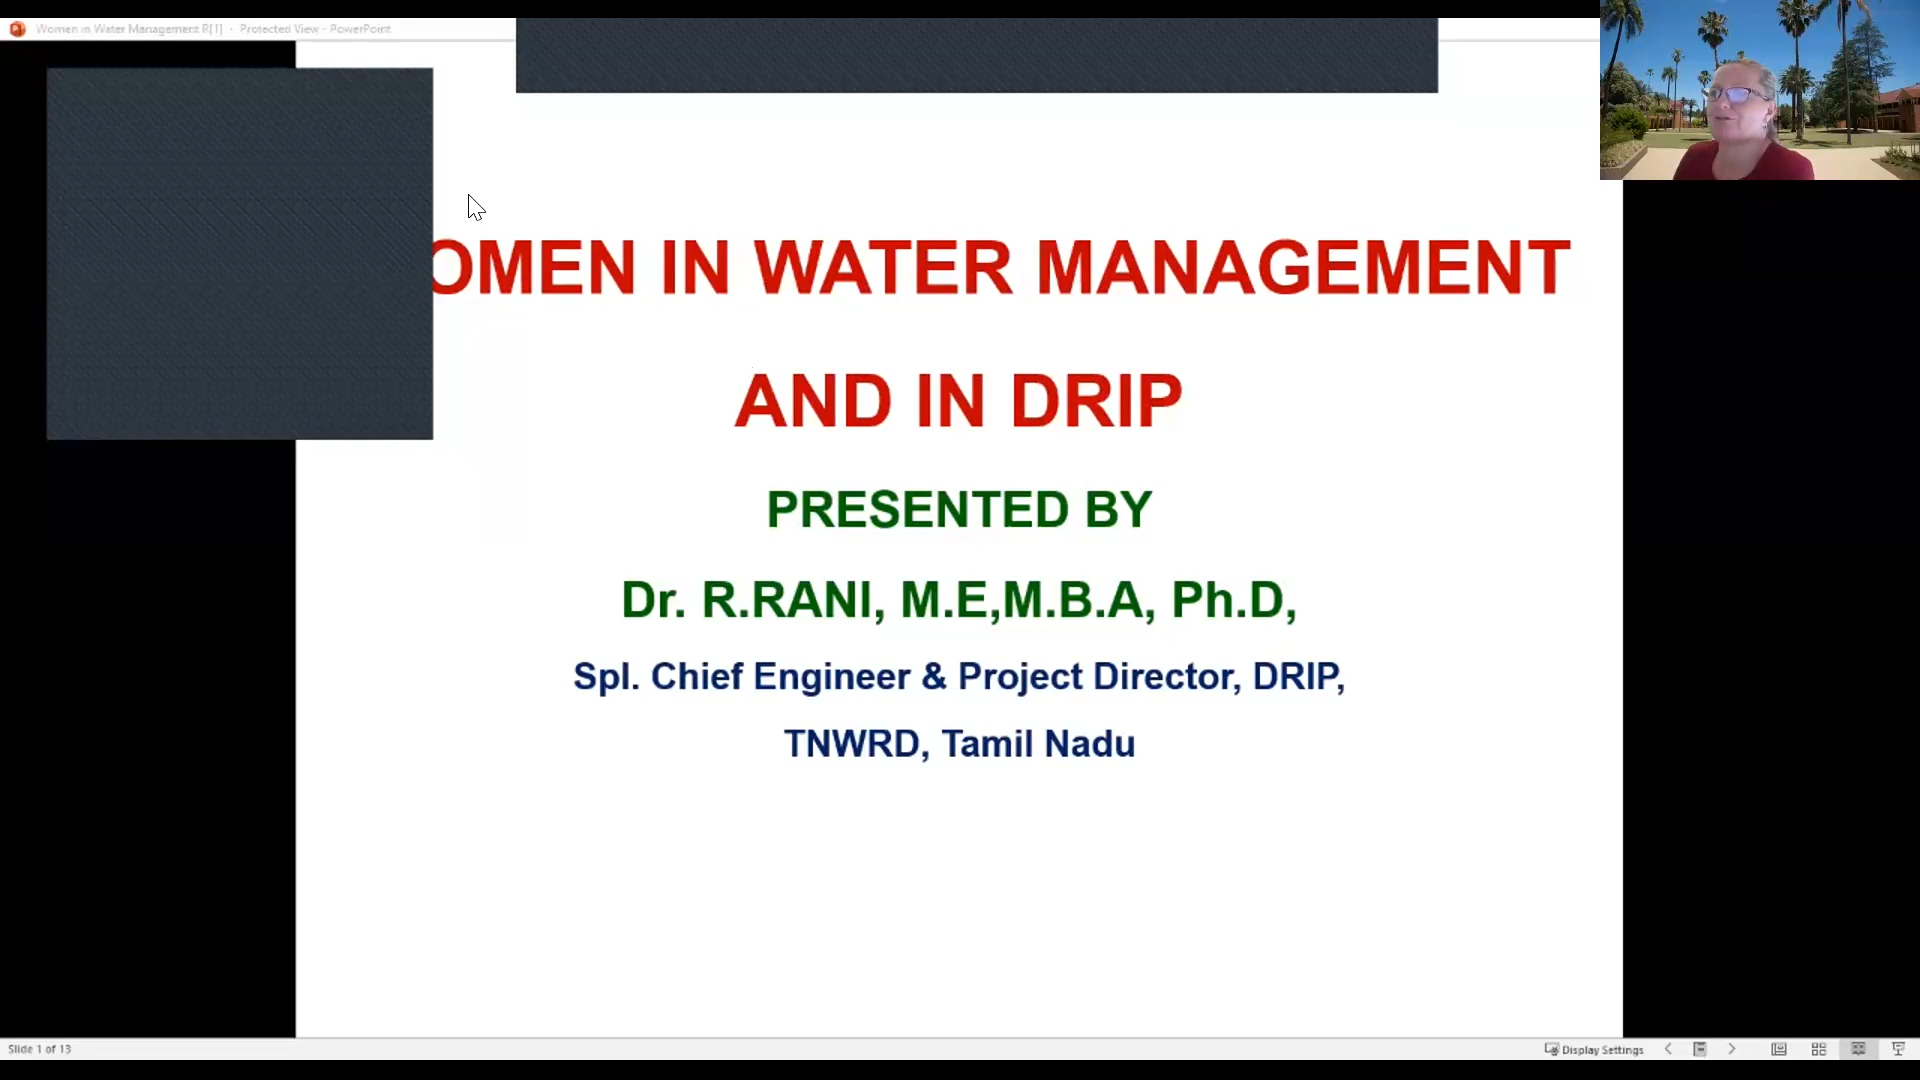 Women in Water Management R[1] - Protected View - PowerPoint
OMEN IN WATER MANAGEMENT
AND IN DRIP
PRESENTED BY
Dr. R.RANI, M.E,M.B.A, Ph.D,
Spl. Chief Engineer & Project Director, DRIP,
TNWRD, Tamil Nadu
Slide 1 of 13
Display Settings